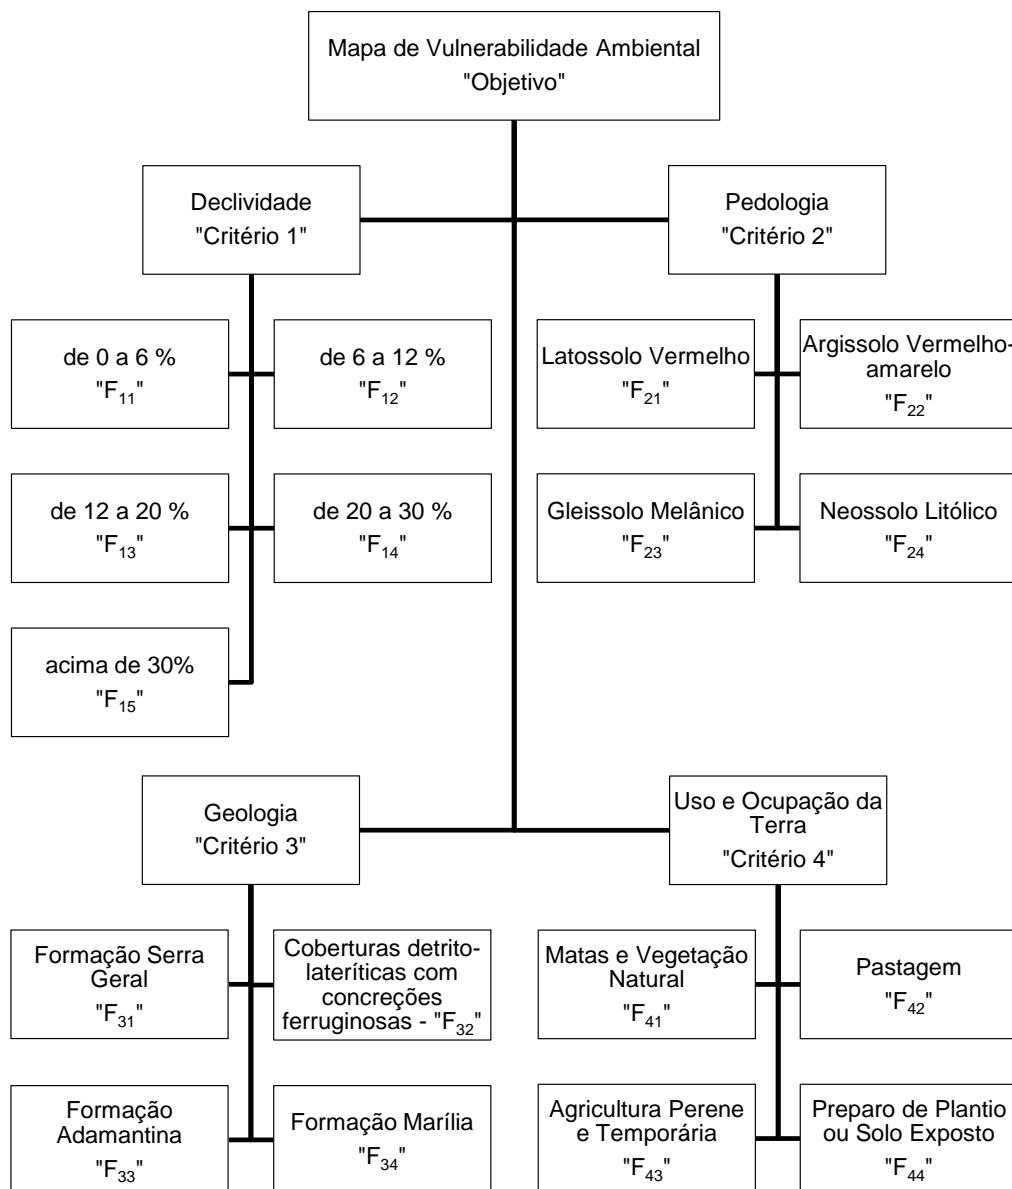 Mapa de Vulnerabilidade Ambiental
"Objetivo"
Declividade
"Critério 1"
Pedologia
"Critério 2"
de 0 a 6 %
"F11"
de 6 a 12 %
"F12"
Latossolo Vermelho
"F21"
Argissolo Vermelho-
amarelo
"F22"
de 12 a 20 %
"F13"
de 20 a 30 %
"F14"
Gleissolo Melânico
"F23"
Neossolo Litólico
"F24"
acima de 30%
"F15"
Geologia
"Critério 3"
Uso e Ocupação da
Terra
"Critério 4"
Formação Serra
Geral
"F31"
Coberturas detrito-
lateríticas com
concreções
ferruginosas - "F32"
Matas e Vegetação
Natural
"F41"
Pastagem
"F42"
Formação
Adamantina
"F33"
Formação Marília
"F34"
Agricultura Perene
e Temporária
"F43"
Preparo de Plantio
ou Solo Exposto
"F44"